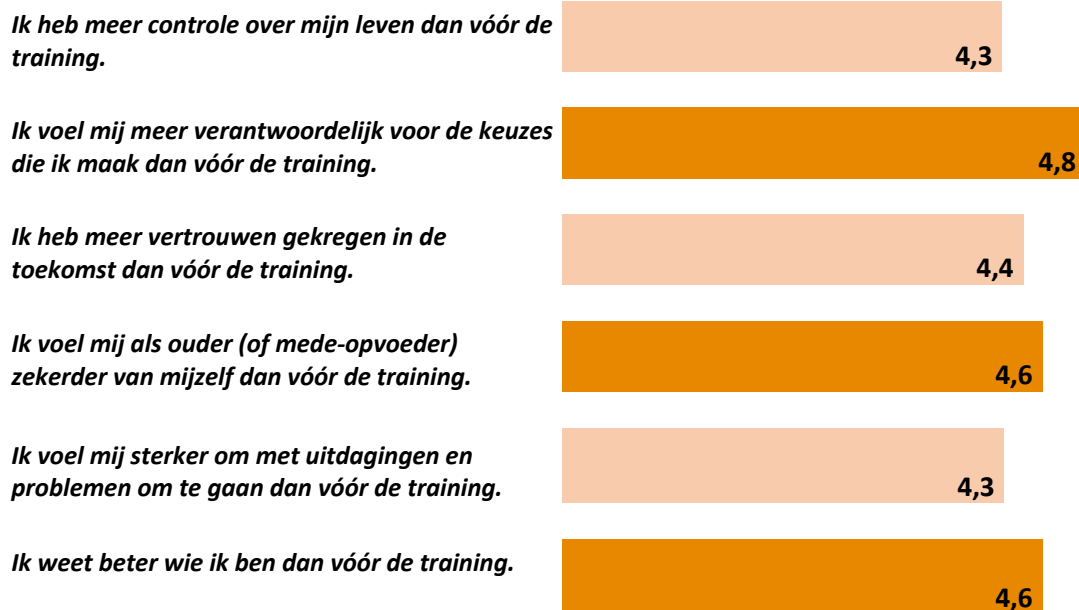 Ik heb meer controle over mijn leven dan vóór de
training.
4,3
Ik voel mij meer verantwoordelijk voor de keuzes
die ik maak dan vóór de training.
4,8
Ik heb meer vertrouwen gekregen in de
toekomst dan vóór de training.
4,4
Ik voel mij als ouder (of mede-opvoeder)
zekerder van mijzelf dan vóór de training.
4,6
Ik voel mij sterker om met uitdagingen en
problemen om te gaan dan vóór de training.
4,3
Ik weet beter wie ik ben dan vóór de training.
4,6